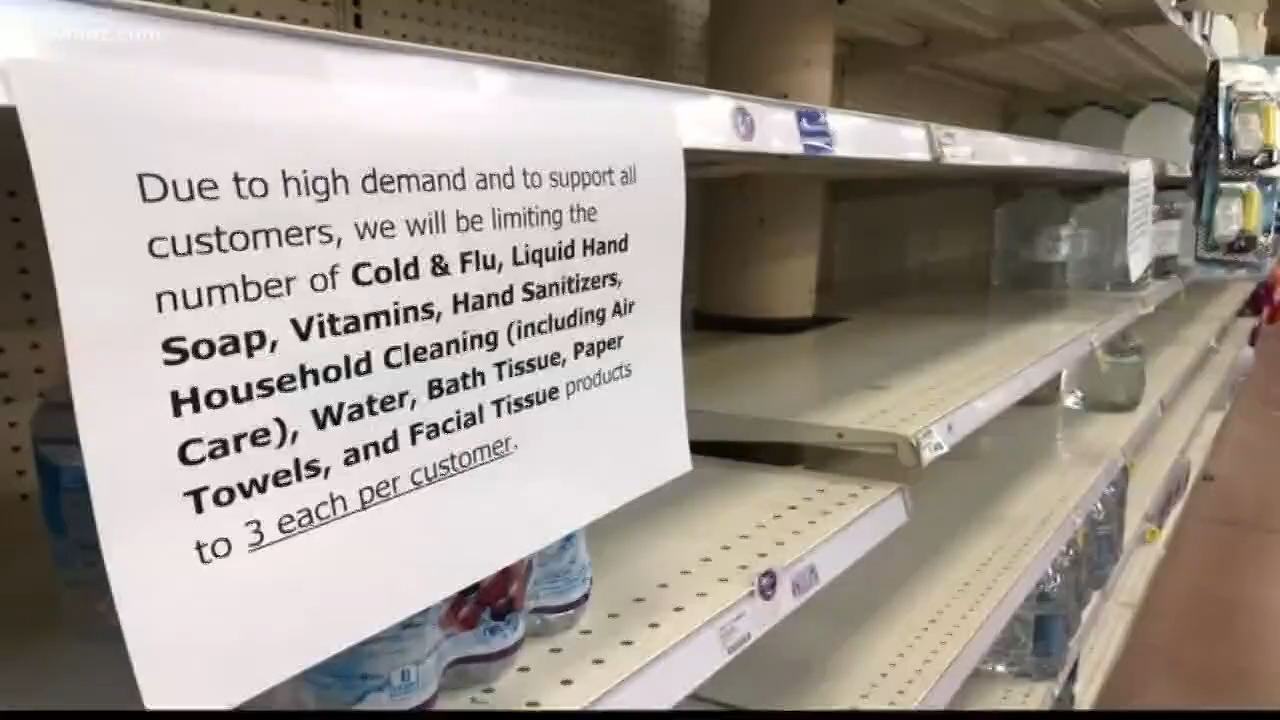 Due to high demand and to support all
customers, we will be limiting the
number of Cold & Flu, Liquid Hand
Soap, Vitamins, Hand Sanitizers,
Household Cleaning (including Air
Care), Water, Bath Tissue, Paper
Towels, and Facial Tissue products
to 3 each per customer.